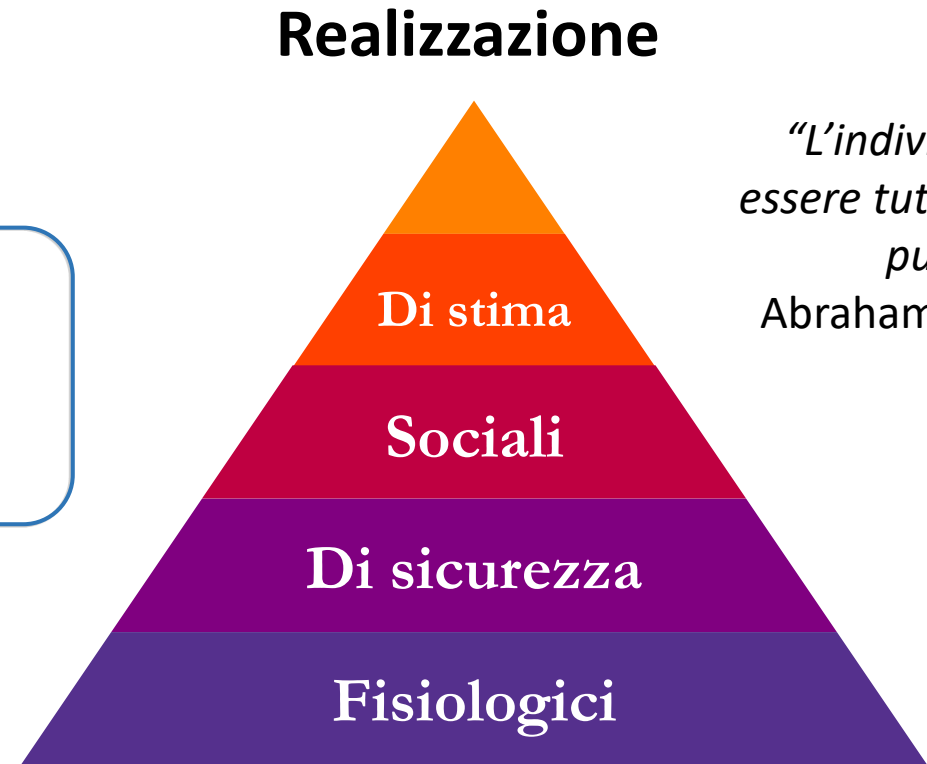 Realizzazione
“L’indiv
essere tut
pu
Abraham
Di stima
Sociali
Di sicurezza
Fisiologici